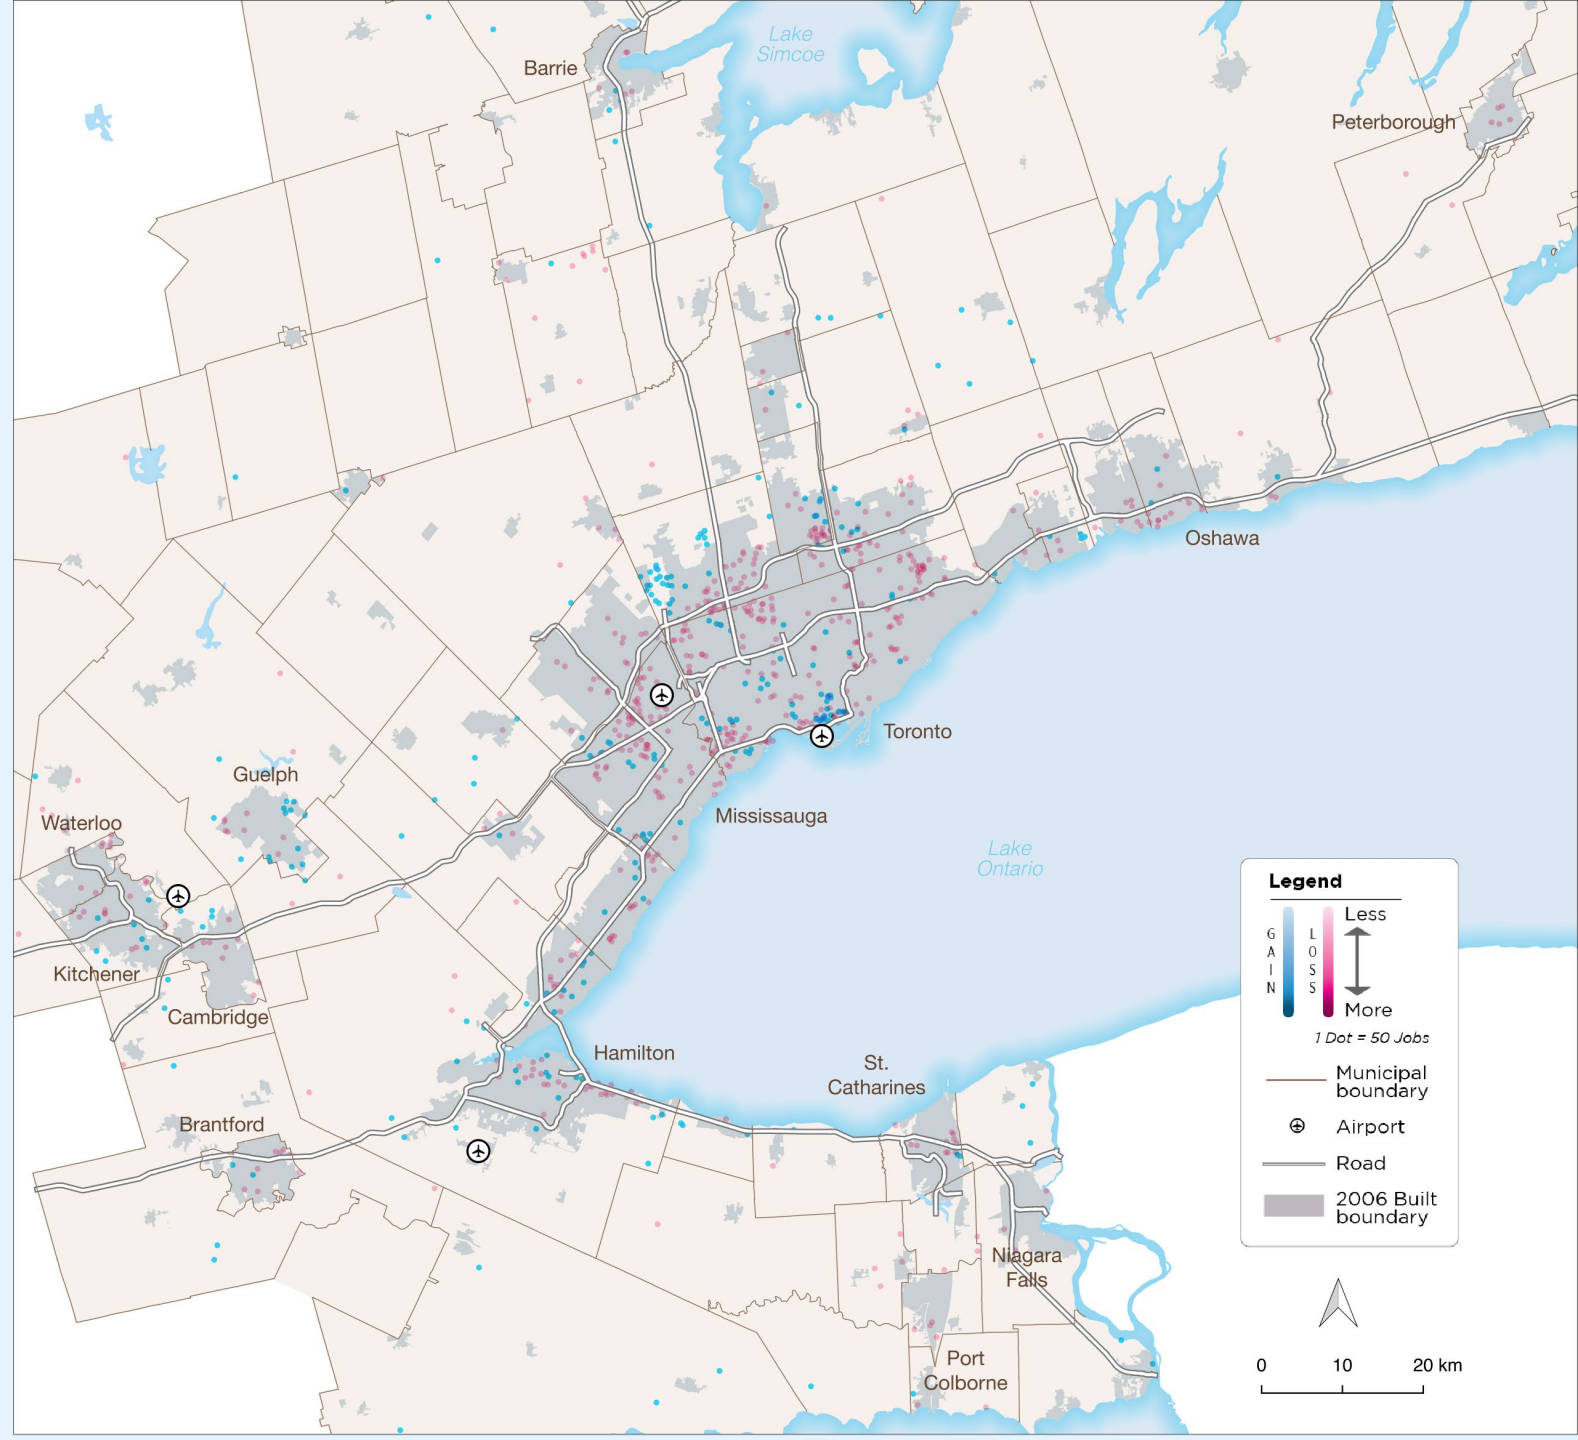 Lake
Simcoe
Barrie
Peterborough
Oshawa
Toronto
Guelph
Waterloo
Mississauga
Lake
Ontario
Kitchener
Cambridge
Hamilton
St.
Catharines
Brantford
Niagara
Falls
Port
Colborne
Legend
GAIN
LOSS
Less
More
1 Dot = 50 Jobs
Municipal
boundary
Airport
Road
2006 Built
boundary
0 10 20 km